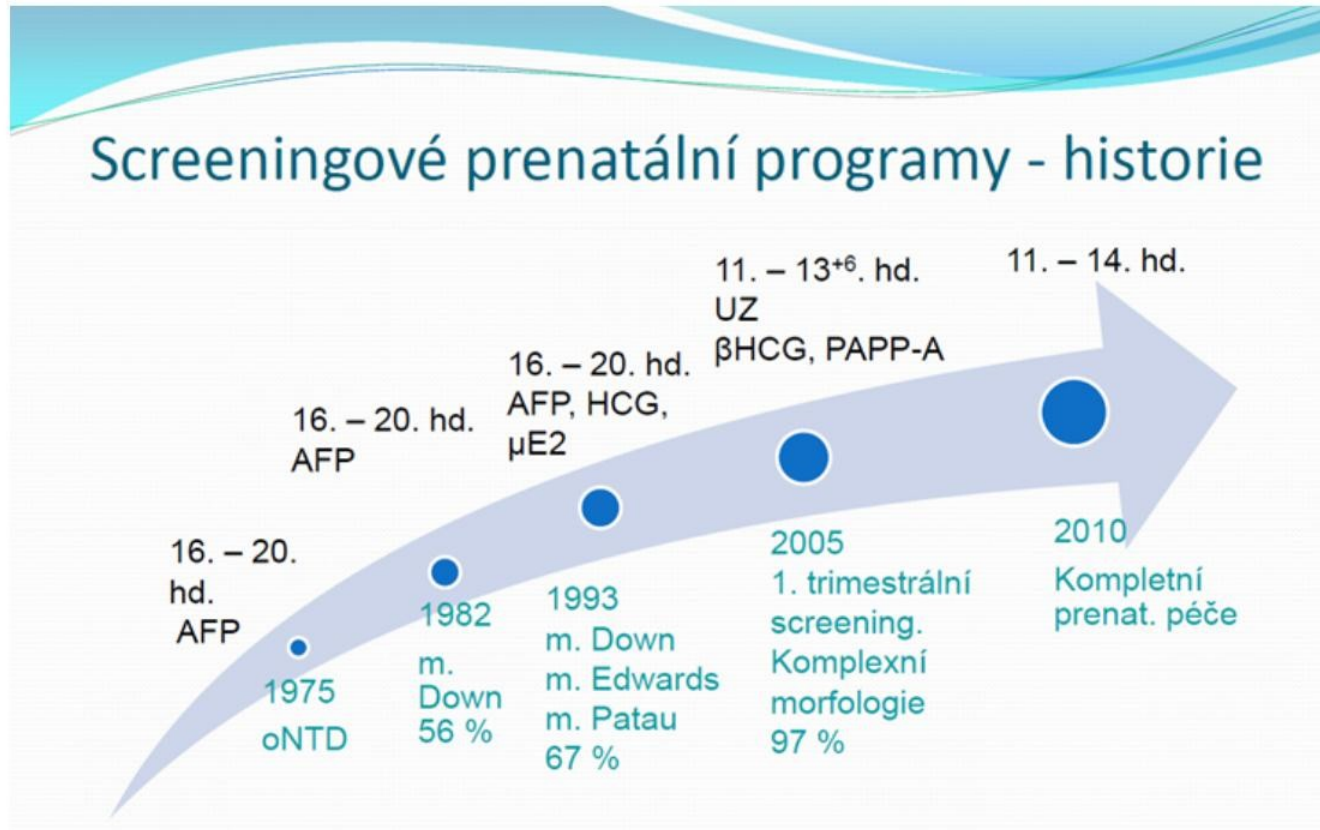 Screeningové prenatální programy - historie
16. – 20.
hd.
AFP
1975
oNTD
16. – 20. hd.
AFP
1982
m.
Down
56 %
16. – 20. hd.
AFP, HCG,
µE2
1993
m. Down
m. Edwards
m. Patau
67 %
11. – 13⁺⁶. hd.
UZ
βHCG, PAPP-A
2005
1. trimestrální
screening.
Komplexní
morfologie
97 %
11. – 14. hd.
2010
Kompletní
prenat. péče